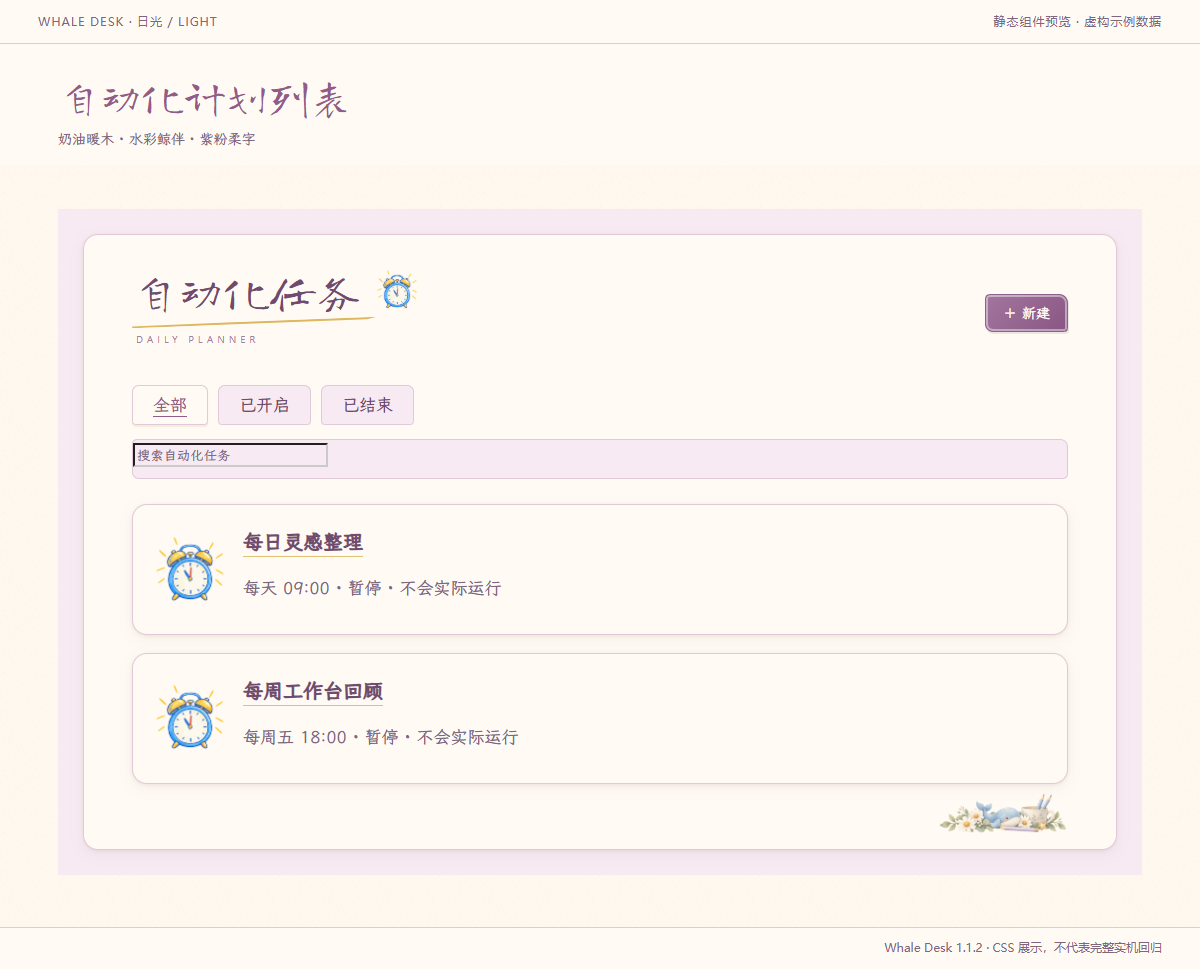 WHALE DESK · 日光 / LIGHT
静态组件预览 · 虚构示例数据
自动化计划列表
奶油暖木 · 水彩鲸伴 · 紫粉柔字
自动化任务
DAILY PLANNER
+ 新建
全部
已开启
已结束
搜索自动化任务
每日灵感整理
每天 09:00 · 暂停 · 不会实际运行
每周工作台回顾
每周五 18:00 · 暂停 · 不会实际运行
Whale Desk 1.1.2 · CSS 展示，不代表完整实机回归